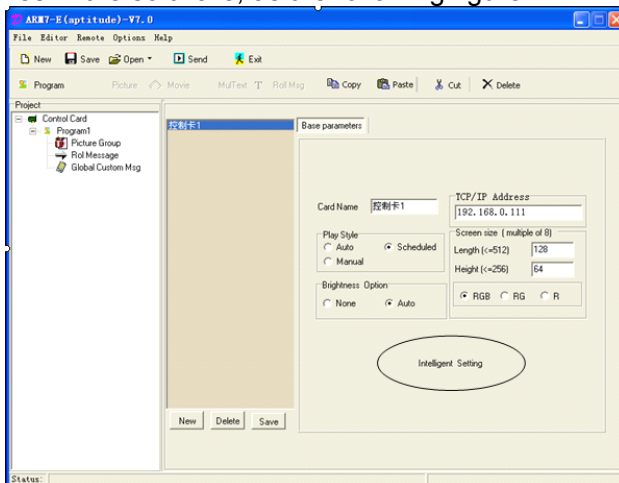 ARM7-E(aptitude)-V7.0
File Editor Remote Options Help
New Save Open Send Exit
Program Picture Movie MulText Rol Msg Copy Paste Cut Delete
Project
Control Card
Program1
Picture Group
Rol Message
Global Custom Msg
控制卡1
Base parameters
Card Name 控制卡1
TCP/IP Address
192.168.0.111
Play Style
Auto Scheduled
Manual
Screen size ( multiple of 8)
Length (<=512) 128
Height (<=256) 64
Brightness Option
None Auto
RGB RG R
Intelligent Setting
New Delete Save
Status: